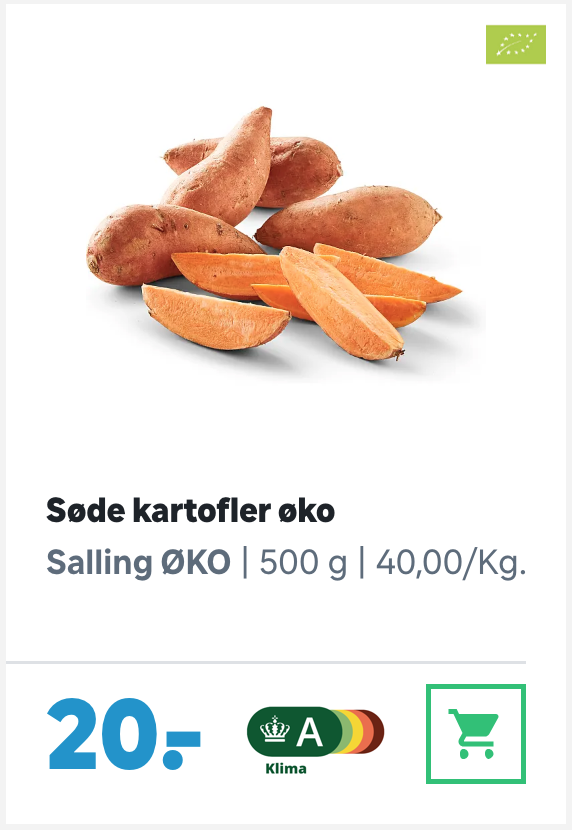 Søde kartofler øko
Salling ØKO | 500 g | 40,00/Kg.
20.-
A
Klima